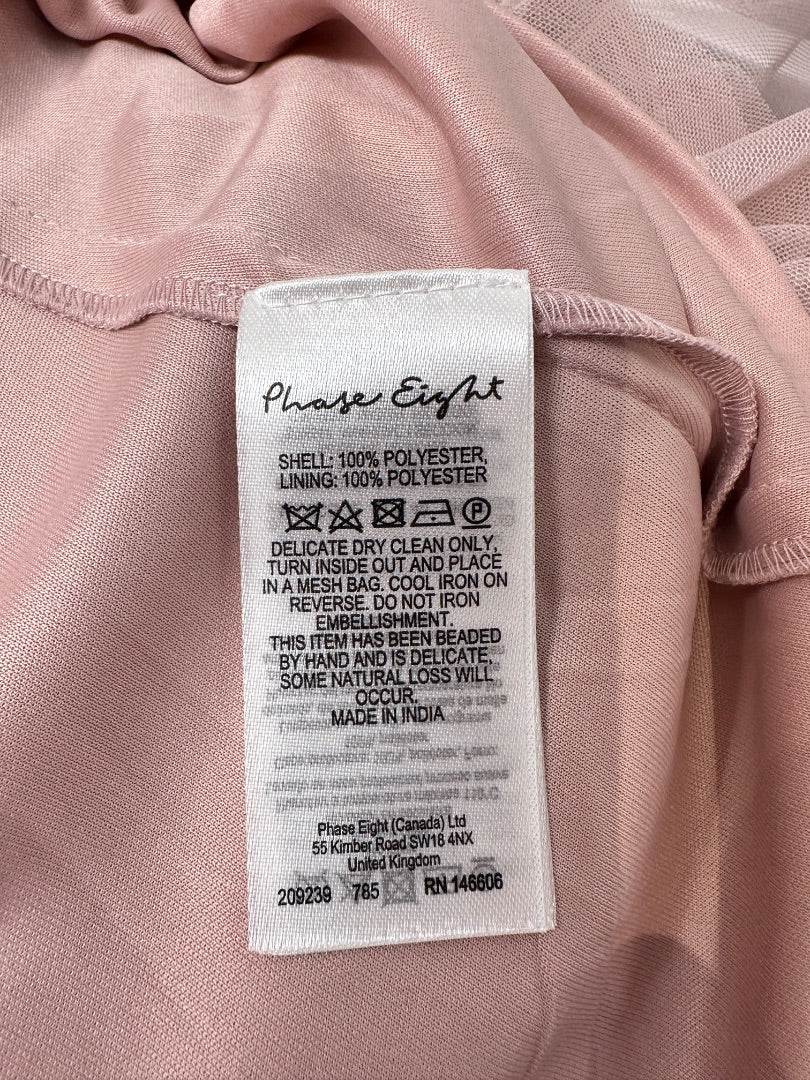 Phase Eight
SHELL: 100% POLYESTER,
LINING: 100% POLYESTER
P
DELICATE DRY CLEAN ONLY,
TURN INSIDE OUT AND PLACE
IN A MESH BAG. COOL IRON ON
REVERSE. DO NOT IRON
EMBELLISHMENT.
THIS ITEM HAS BEEN BEADED
BY HAND AND IS DELICATE,
SOME NATURAL LOSS WILL
OCCUR.
MADE IN INDIA
Phase Eight (Canada) Ltd
55 Kimber Road SW18 4NX
United Kingdom
209239 785 RN 146606